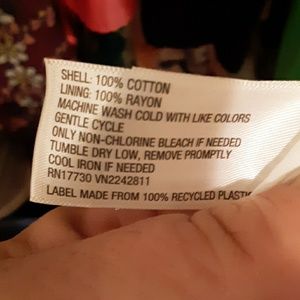 SHELL: 100% COTTON
LINING: 100% RAYON
MACHINE WASH COLD WITH LIKE COLORS
GENTLE CYCLE
ONLY NON-CHLORINE BLEACH IF NEEDED
TUMBLE DRY LOW, REMOVE PROMPTLY
COOL IRON IF NEEDED
RN17730 VN2242811
LABEL MADE FROM 100% RECYCLED PLASTIC